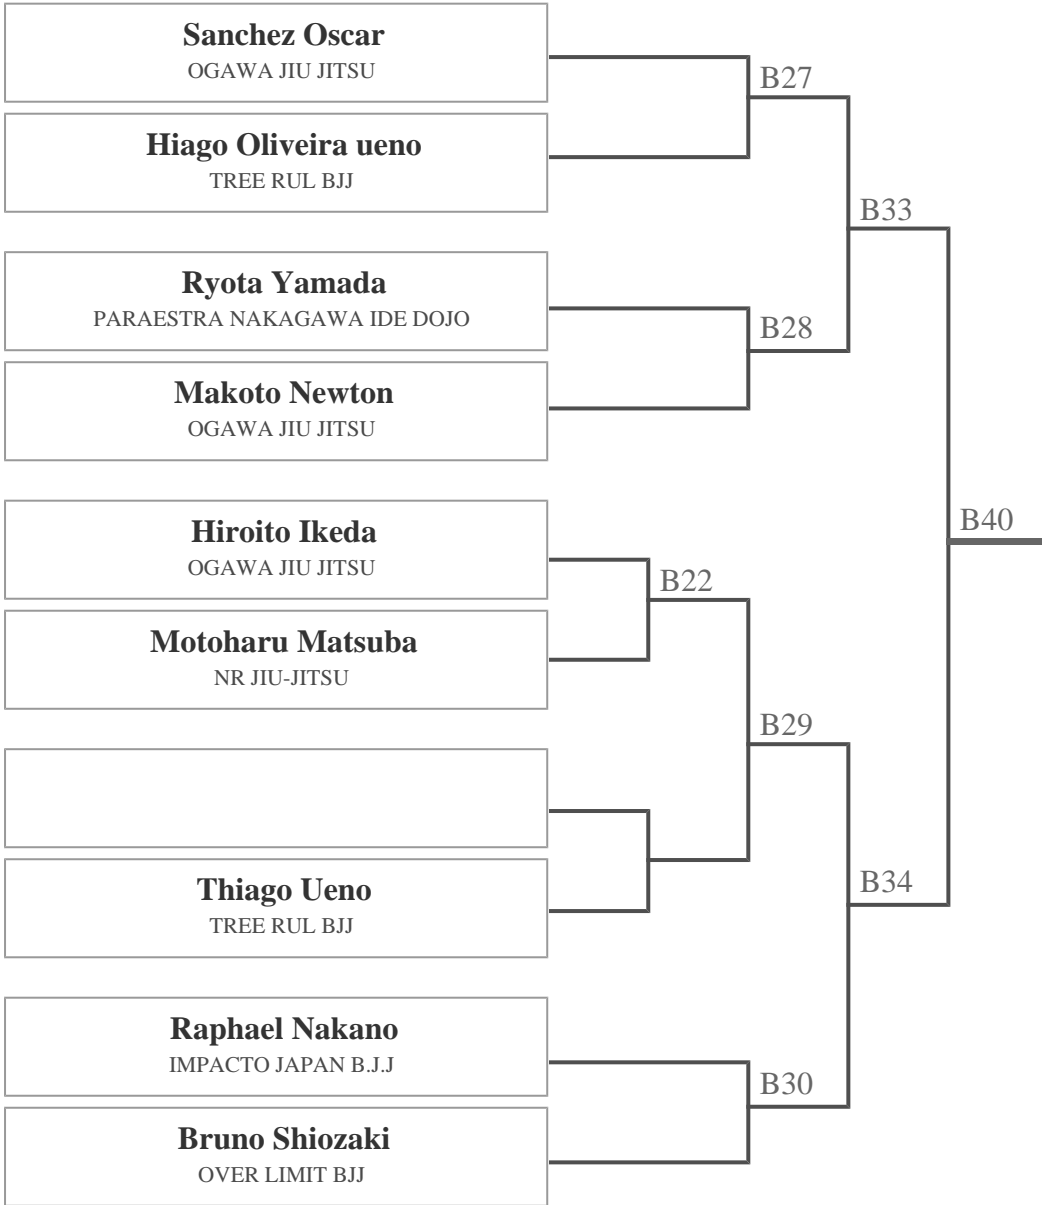 Sanchez Oscar
OGAWA JIU JITSU
B27
Hiago Oliveira ueno
TREE RUL BJJ
B33
Ryota Yamada
PARAESTRA NAKAGAWA IDE DOJO
B28
Makoto Newton
OGAWA JIU JITSU
B40
Hiroito Ikeda
OGAWA JIU JITSU
B22
Motoharu Matsuba
NR JIU-JITSU
B29
Thiago Ueno
TREE RUL BJJ
B34
Raphael Nakano
IMPACTO JAPAN B.J.J
B30
Bruno Shiozaki
OVER LIMIT BJJ